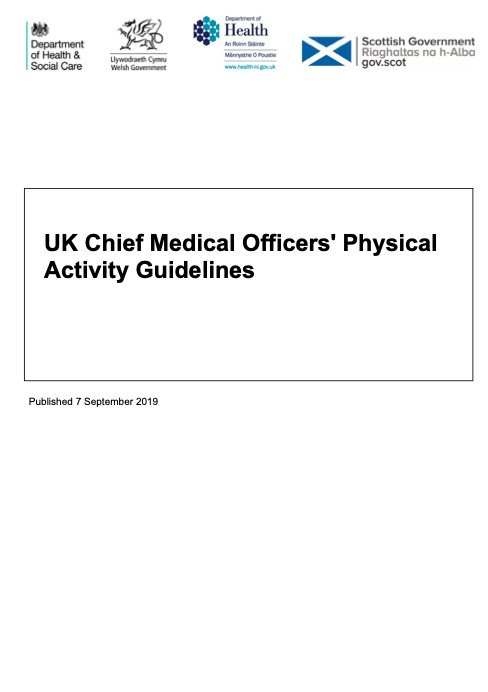 Department
of Health &
Social Care
Llywodraeth Cymru
Welsh Government
Department of
Health
An Roinn Sláinte
Männystrie O Poustie
www.health-ni.gov.uk
Scottish Government
Riaghaltas na h-Alba
gov.scot
UK Chief Medical Officers' Physical
Activity Guidelines
Published 7 September 2019